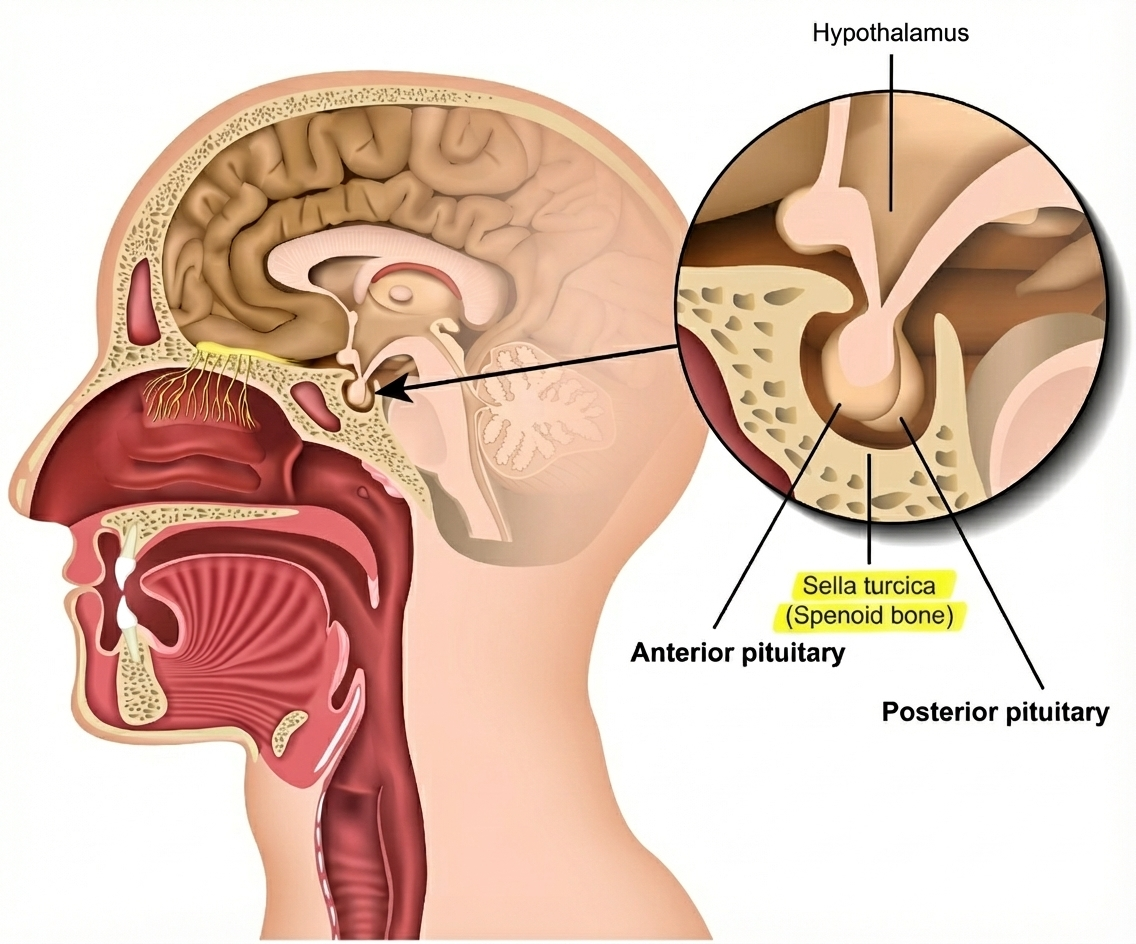 Hypothalamus
Sella turcica
(Spenoid bone)
Anterior pituitary
Posterior pituitary